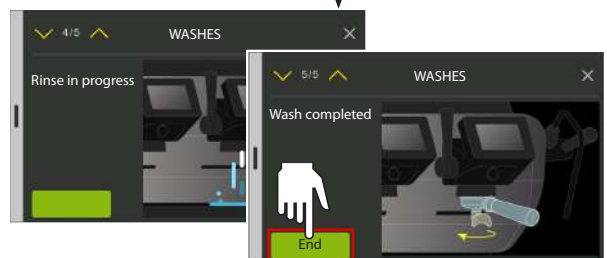 4/5 WASHES
Rinse in progress
5/5 WASHES
Wash completed
End